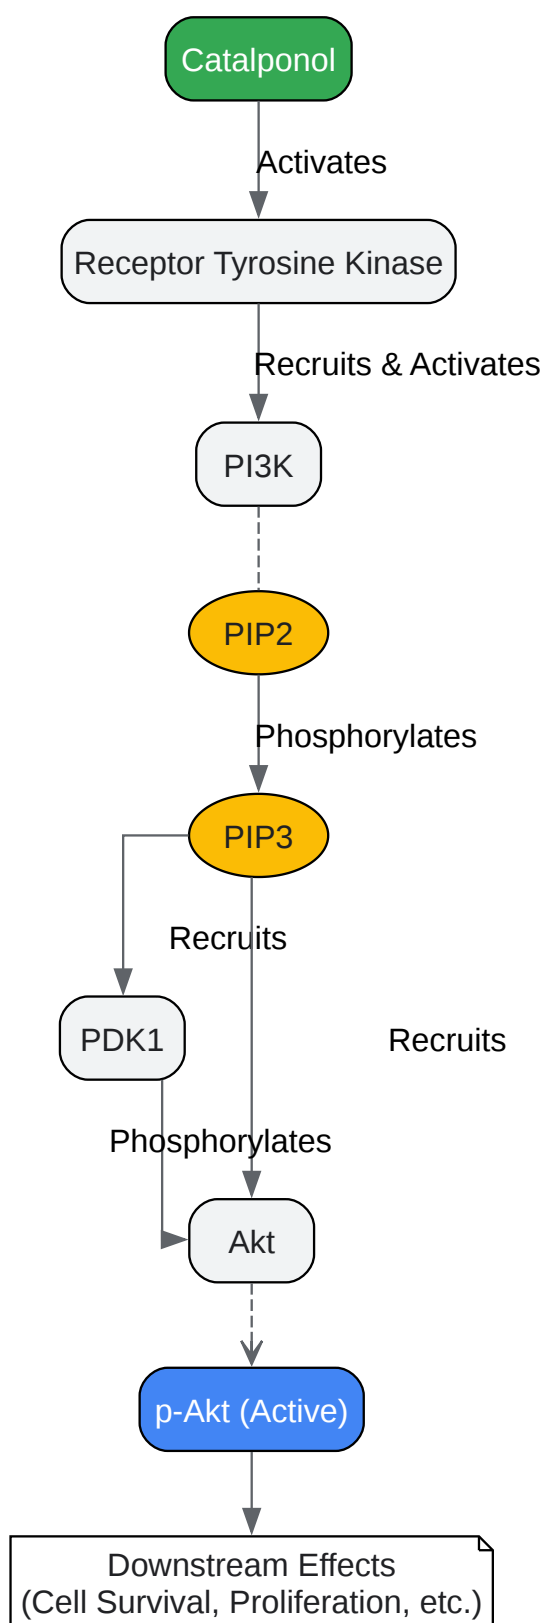 Catalponol
Activates
Receptor Tyrosine Kinase
Recruits & Activates
PI3K
PIP2
Phosphorylates
PIP3
Recruits
PDK1
Recruits
Phosphorylates
Akt
p-Akt (Active)
Downstream Effects
(Cell Survival, Proliferation, etc.)